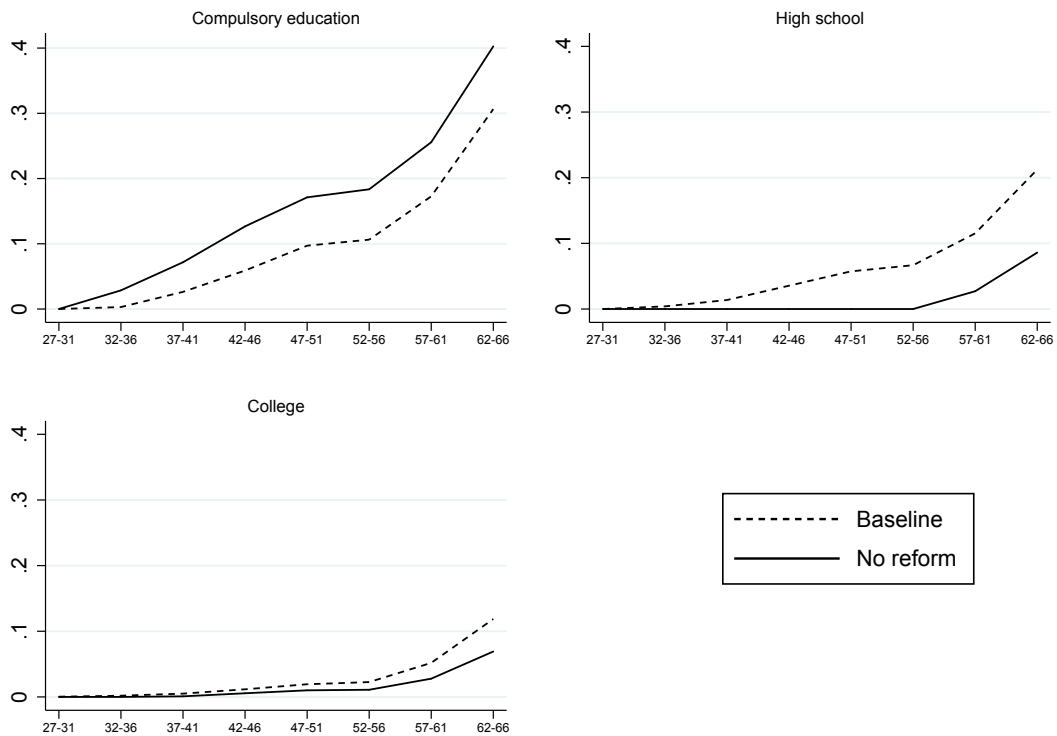 Compulsory education
.4
.3
.2
.1
0
27-31 32-36 37-41 42-46 47-51 52-56 57-61 62-66
High school
.4
.3
.2
.1
0
27-31 32-36 37-41 42-46 47-51 52-56 57-61 62-66
College
.4
.3
.2
.1
0
27-31 32-36 37-41 42-46 47-51 52-56 57-61 62-66
Baseline
No reform